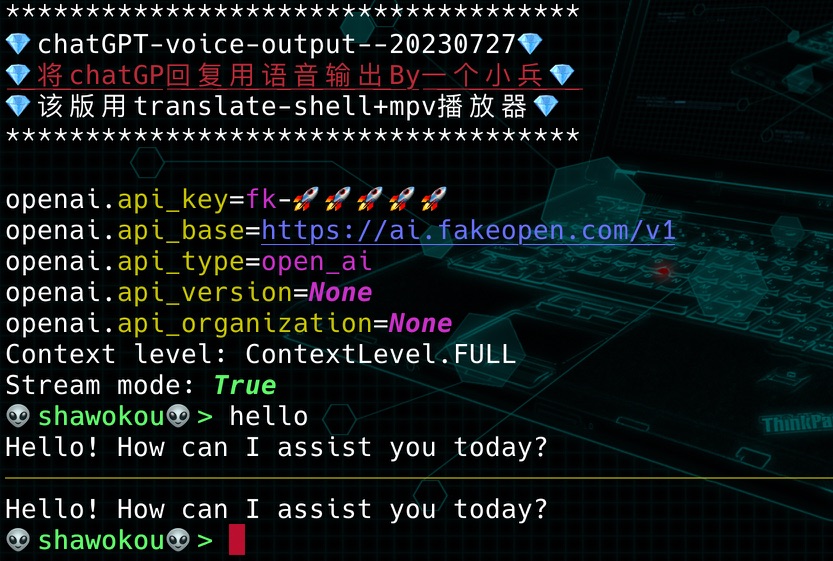 ************************************
💎chatGPT-voice-output--20230727💎
💎将chatGP回复用语音输出By一个小兵💎
💎该版用translate-shell+mpv播放器💎
************************************
openai.api_key=fk-🚀🚀🚀🚀🚀
openai.api_base=https://ai.fakeopen.com/v1
openai.api_type=open_ai
openai.api_version=None
openai.api_organization=None
Context level: ContextLevel.FULL
Stream mode: True
👽shawokou👽> hello
Hello! How can I assist you today?
Hello! How can I assist you today?
👽shawokou👽>
ThinkPa